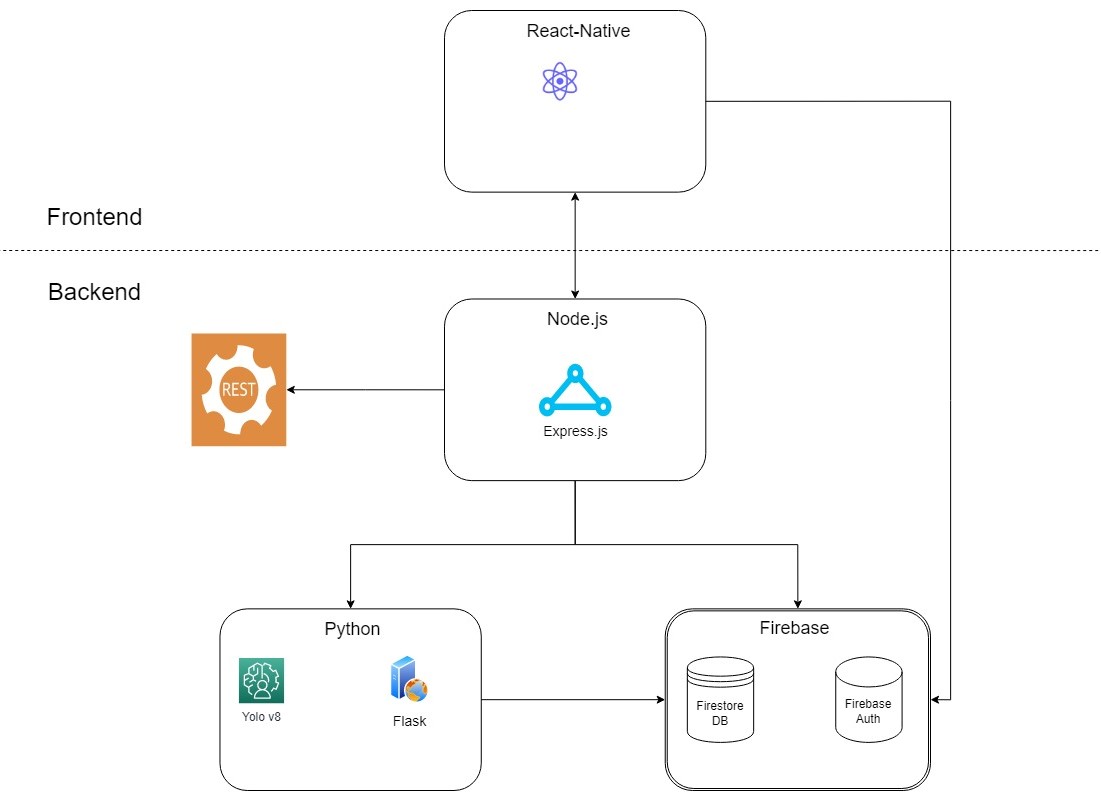 React-Native
Frontend
Backend
Node.js
REST
Express.js
Python
Firebase
Yolo v8
Flask
Firestore
DB
Firebase
Auth